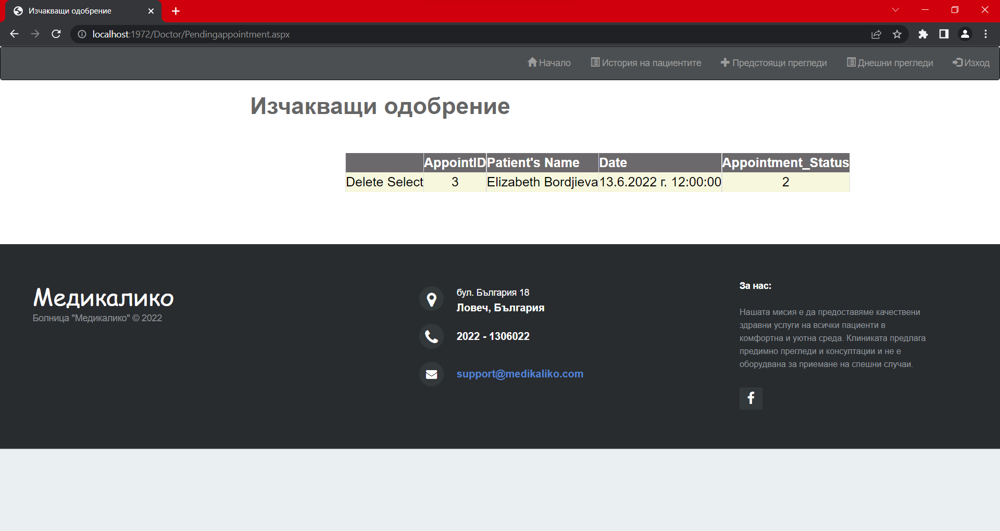 Изчакващи одобрение
localhost:1972/Doctor/Pendingappointment.aspx
Начало История на пациентите Предстоящи прегледи Днешни прегледи Изход
Изчакващи одобрение
AppointID Patient's Name Date Appointment_Status
Delete Select 3 Elizabeth Bordjieva 13.6.2022 г. 12:00:00 2
Медикалико
Болница "Медикалико" © 2022
бул. България 18
Ловеч, България
2022 - 1306022
support@medikaliko.com
За нас:
Нашата мисия е да предоставяме качествени
здравни услуги на всички пациенти в
комфортна и уютна среда. Клиниката предлага
предимно прегледи и консултации и не е
оборудвана за приемане на спешни случаи.